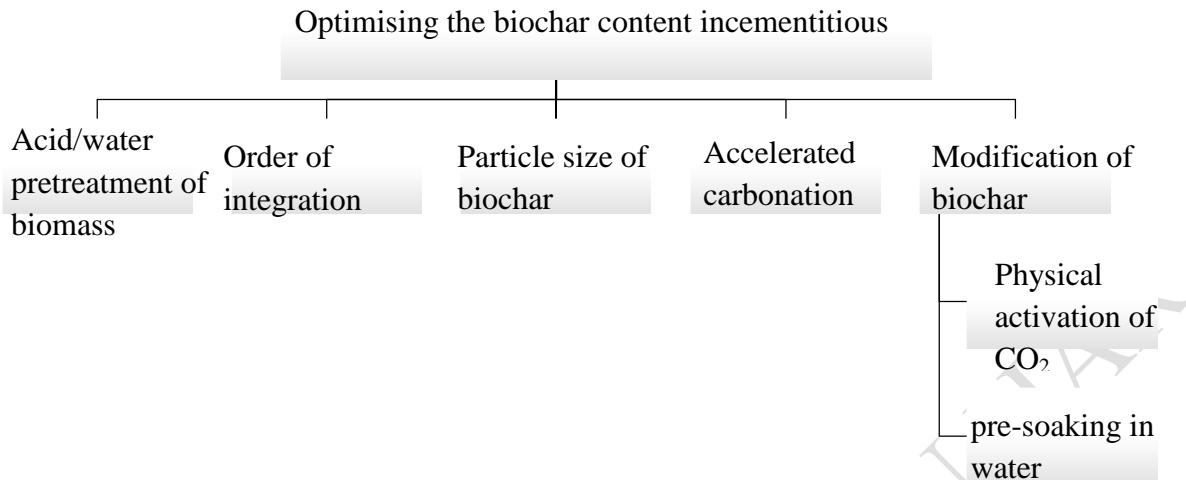 Optimising the biochar content incementitious
Acid/water
pretreatment of
biomass
Order of
integration
Particle size of
biochar
Accelerated
carbonation
Modification of
biochar
Physical
activation of
CO₂
pre-soaking in
water